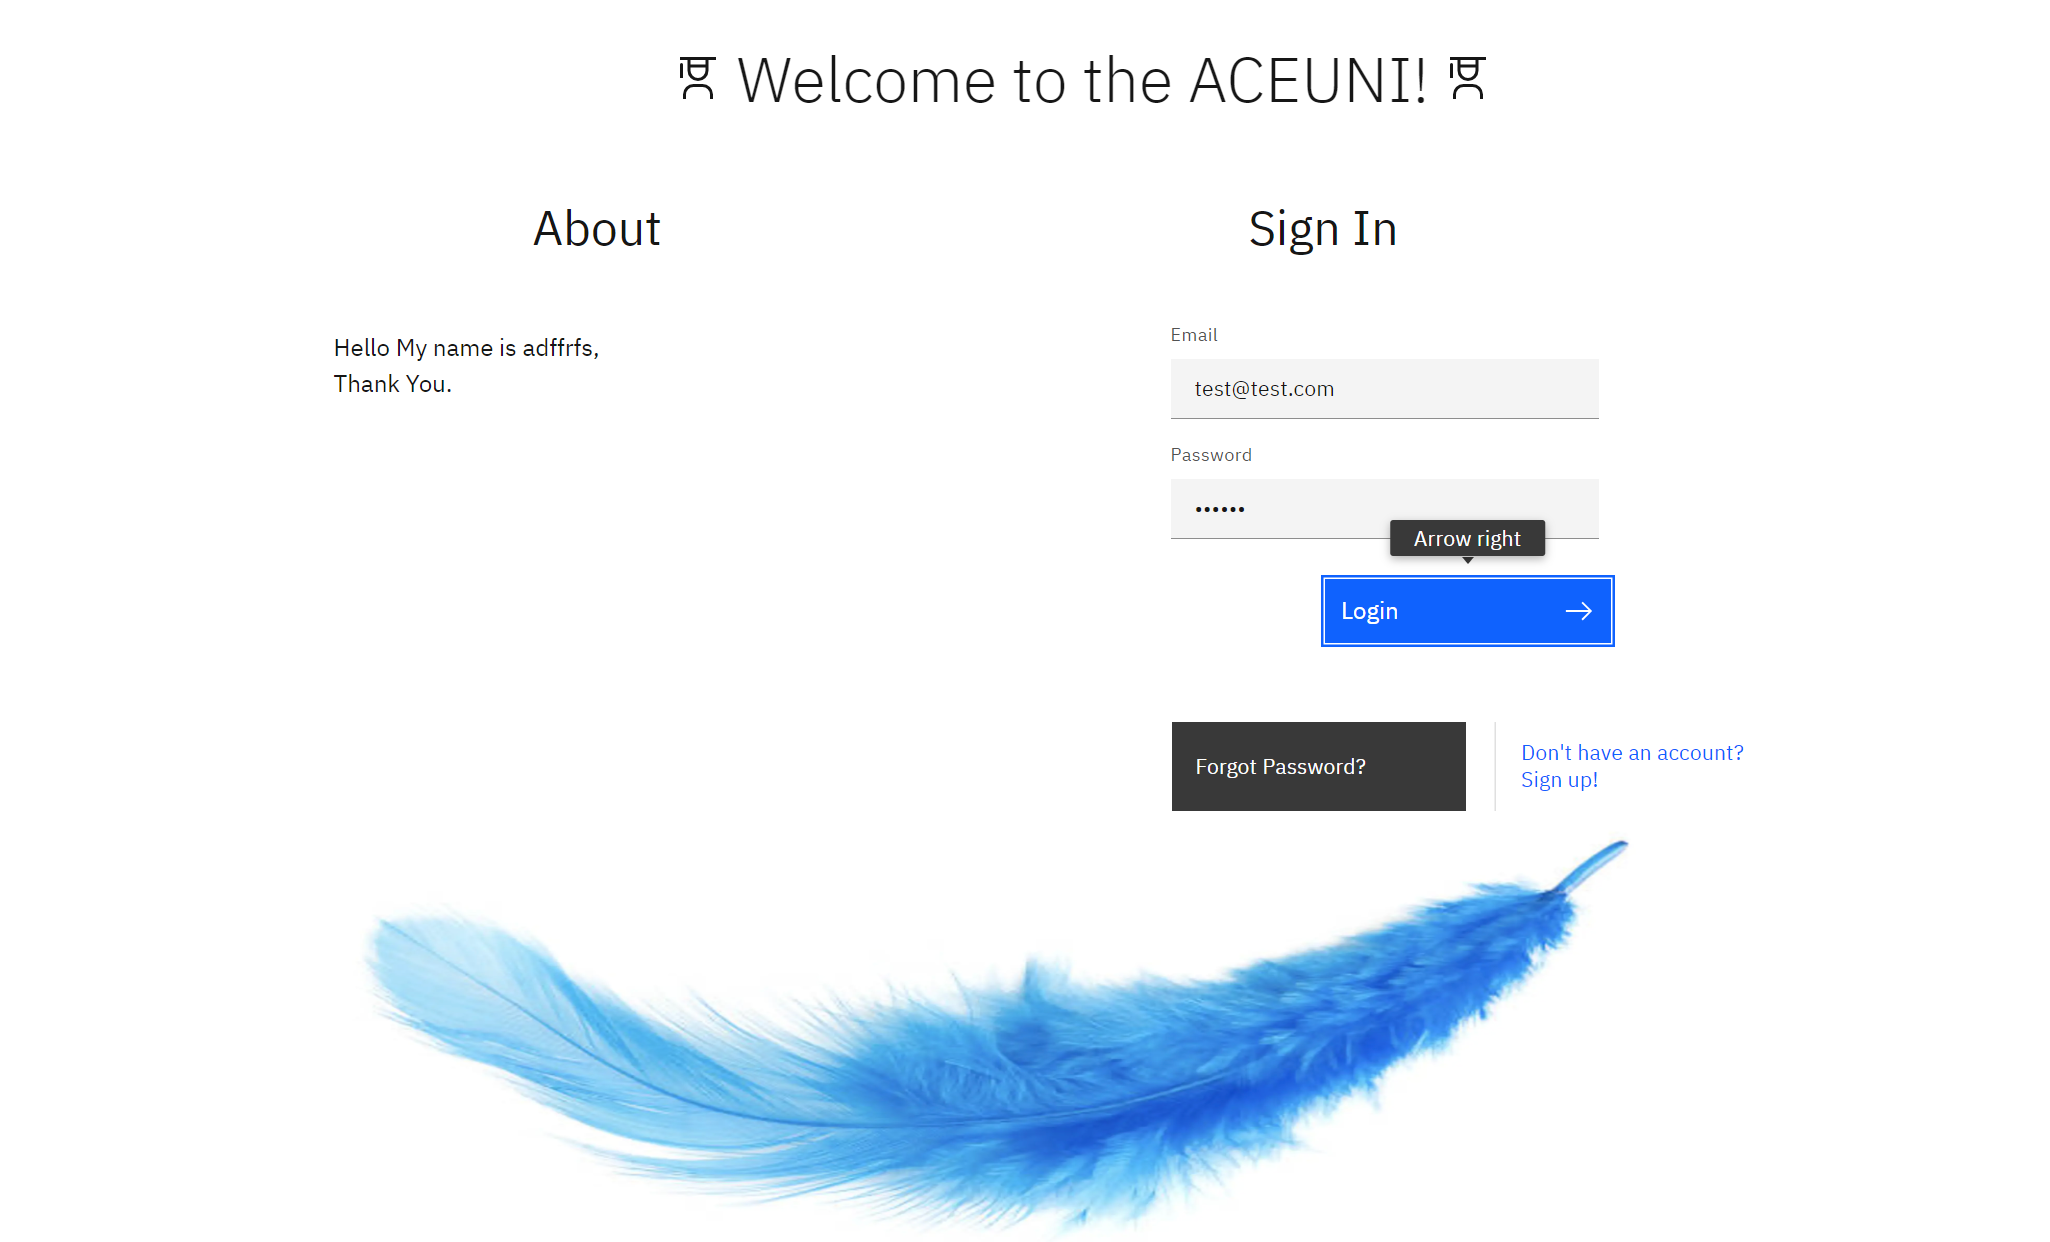 Welcome to the ACEUNI!
About
Hello My name is adffrfs,
Thank You.
Sign In
Email
test@test.com
Password
••••••
Arrow right
Login
Forgot Password?
Don't have an account?
Sign up!